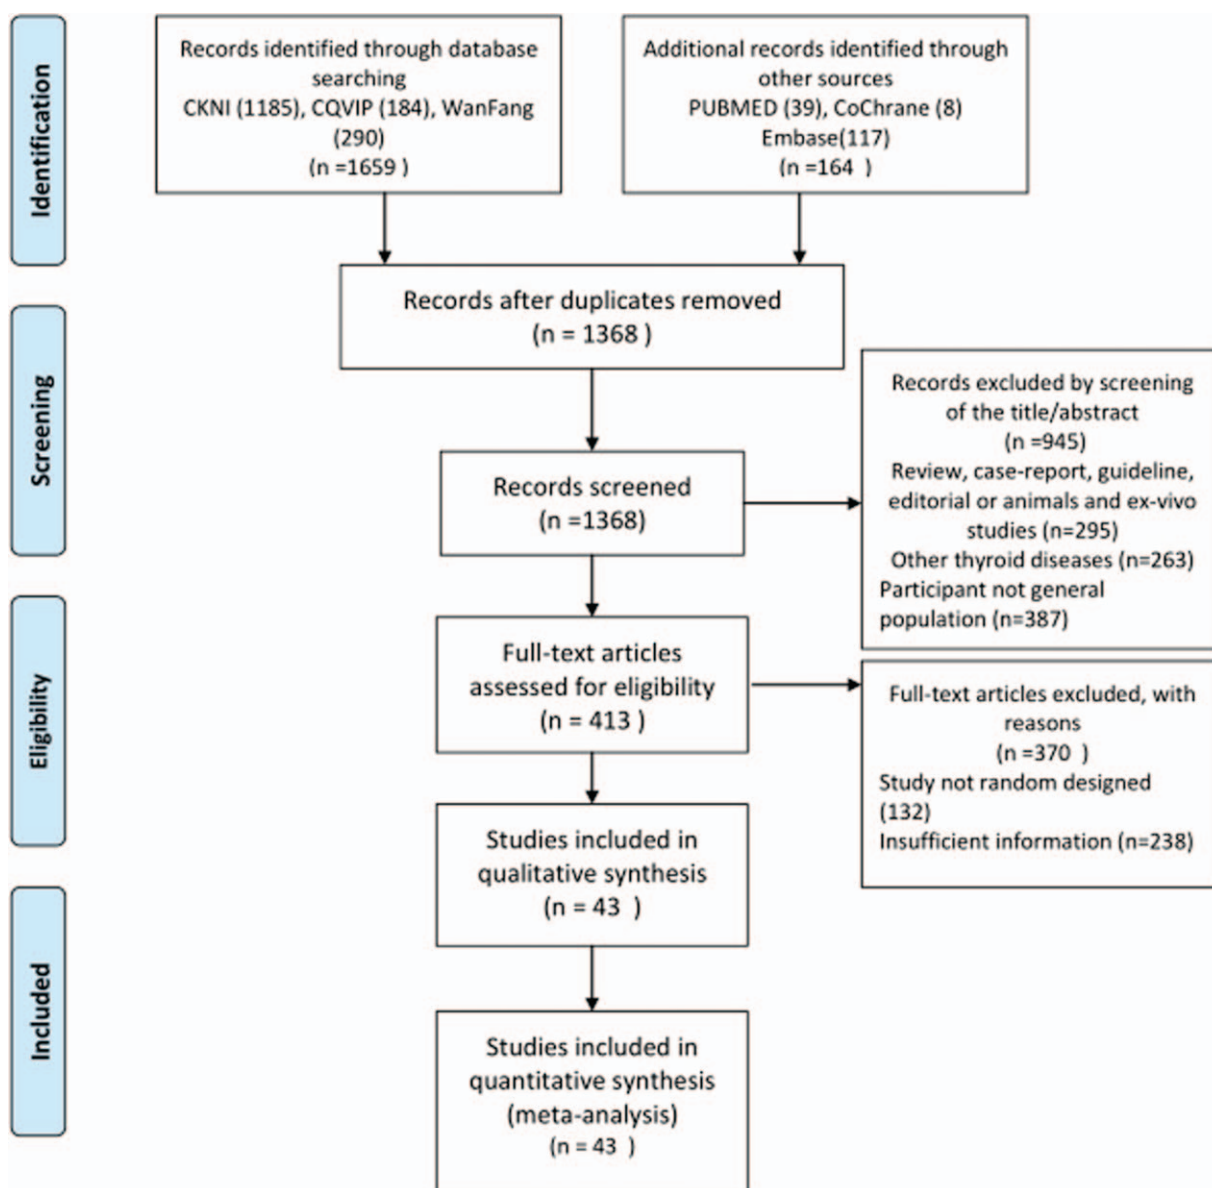 Identification
Records identified through database
searching
CKNI (1185), CQVIP (184), WanFang
(290)
(n =1659 )
Additional records identified through
other sources
PUBMED (39), CoChrane (8)
Embase(117)
(n =164 )
Records after duplicates removed
(n = 1368 )
Screening
Records screened
(n =1368)
Records excluded by screening
of the title/abstract
(n =945)
Review, case-report, guideline,
editorial or animals and ex-vivo
studies (n=295)
Other thyroid diseases (n=263)
Participant not general
population (n=387)
Eligibility
Full-text articles
assessed for eligibility
(n = 413 )
Full-text articles excluded, with
reasons
(n =370 )
Study not random designed
(132)
Insufficient information (n=238)
Studies included in
qualitative synthesis
(n = 43 )
Included
Studies included in
quantitative synthesis
(meta-analysis)
(n = 43 )